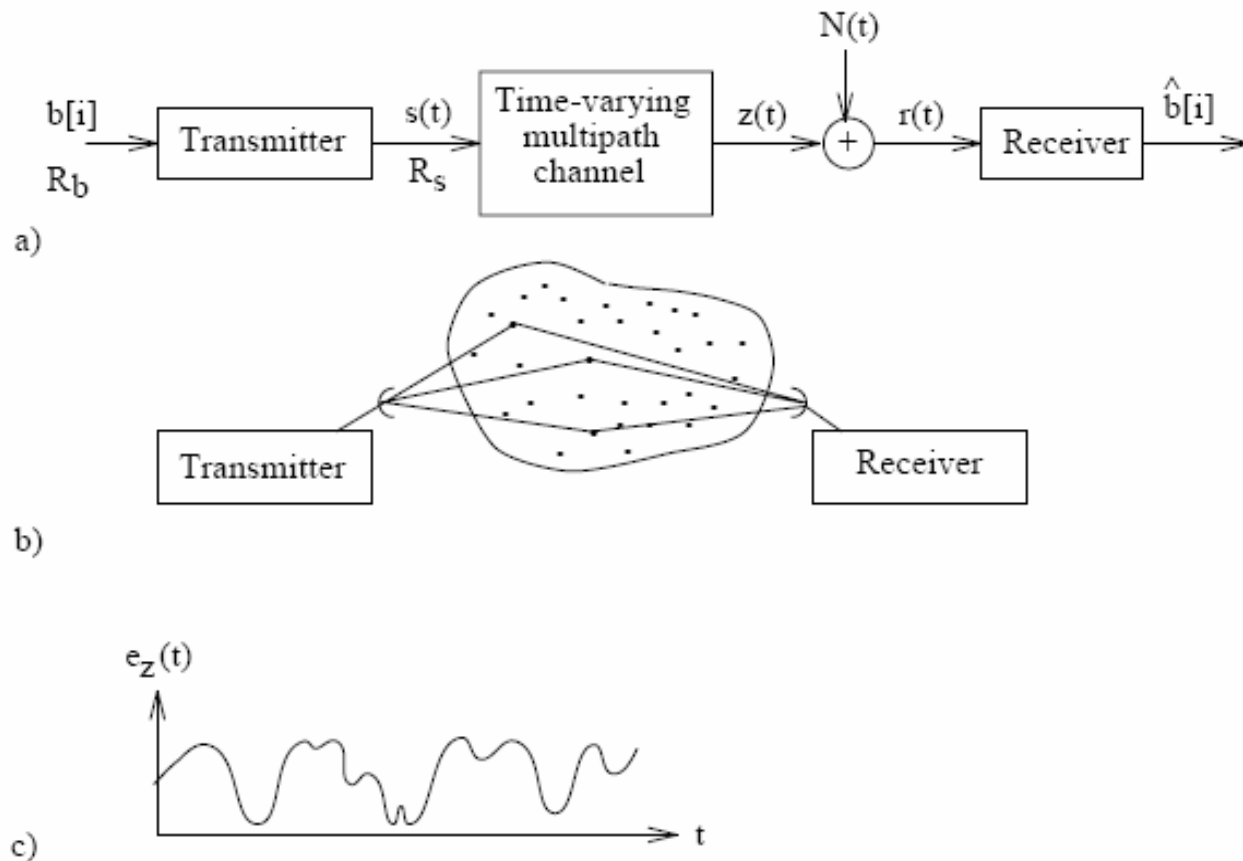 N(t)
b[i]
R_b
Transmitter
s(t)
R_s
Time-varying
multipath
channel
z(t)
+
r(t)
Receiver
b̂[i]
a)
Transmitter
Receiver
b)
e_z(t)
t
c)